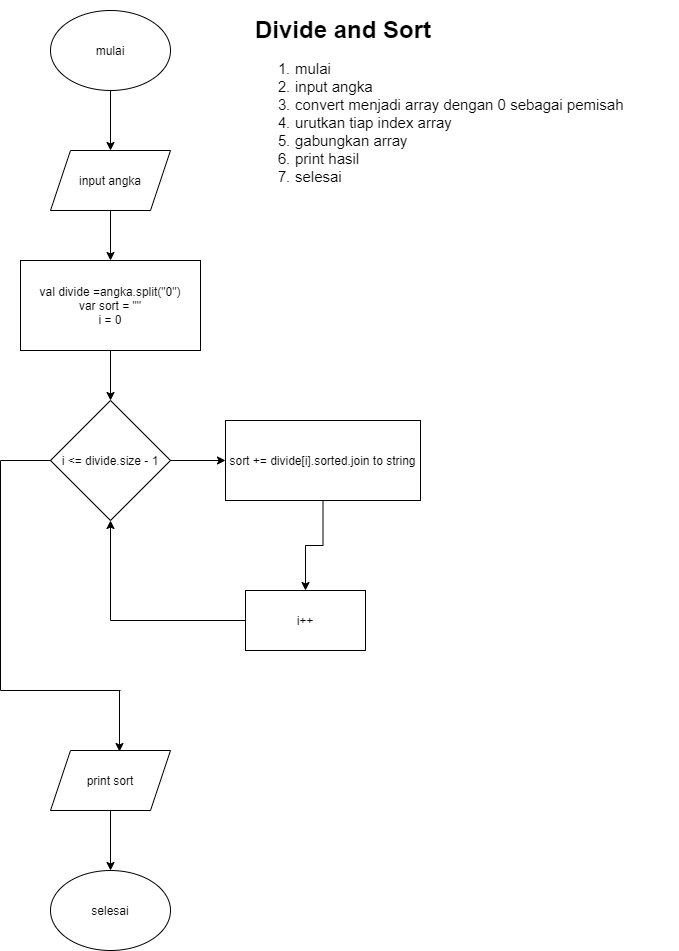 Divide and Sort
1. mulai
2. input angka
3. convert menjadi array dengan 0 sebagai pemisah
4. urutkan tiap index array
5. gabungkan array
6. print hasil
7. selesai
mulai
input angka
val divide =angka.split("0")
var sort = ""
i = 0
i <= divide.size - 1
sort += divide[i].sorted.join to string
i++
print sort
selesai